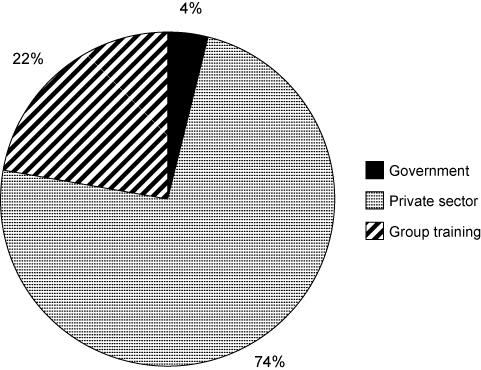 4%
22%
Government
Private sector
Group training
74%